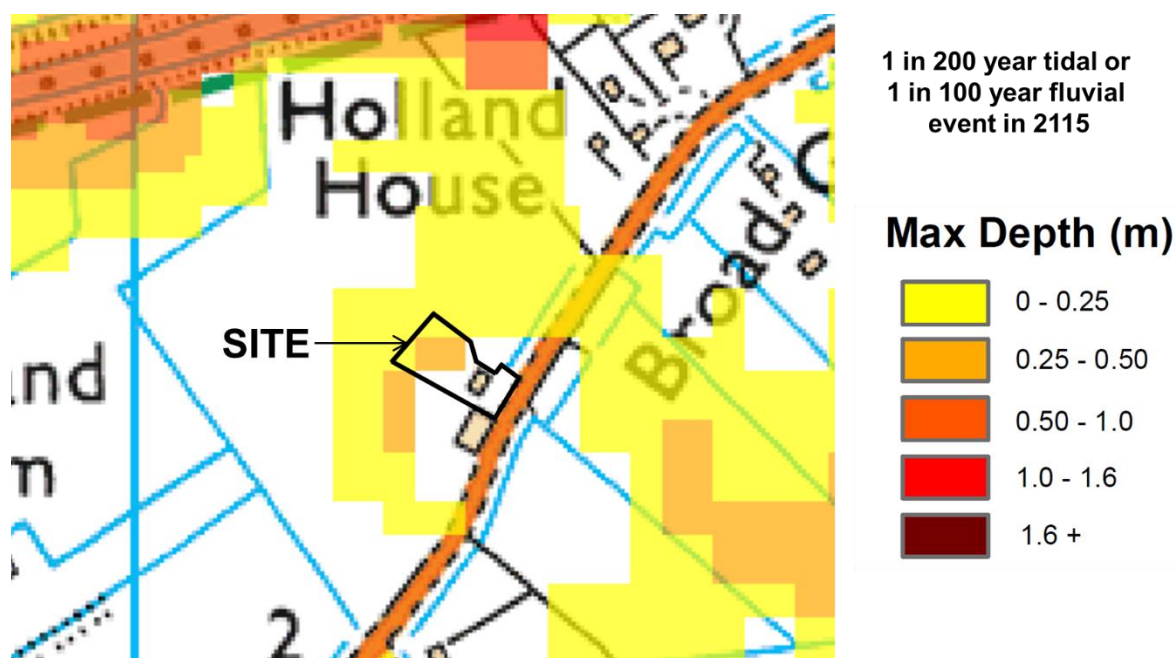 Holland
House
1 in 200 year tidal or
1 in 100 year fluvial
event in 2115
SITE
Broad
nd
m
2
Max Depth (m)
0 - 0.25
0.25 - 0.50
0.50 - 1.0
1.0 - 1.6
1.6 +